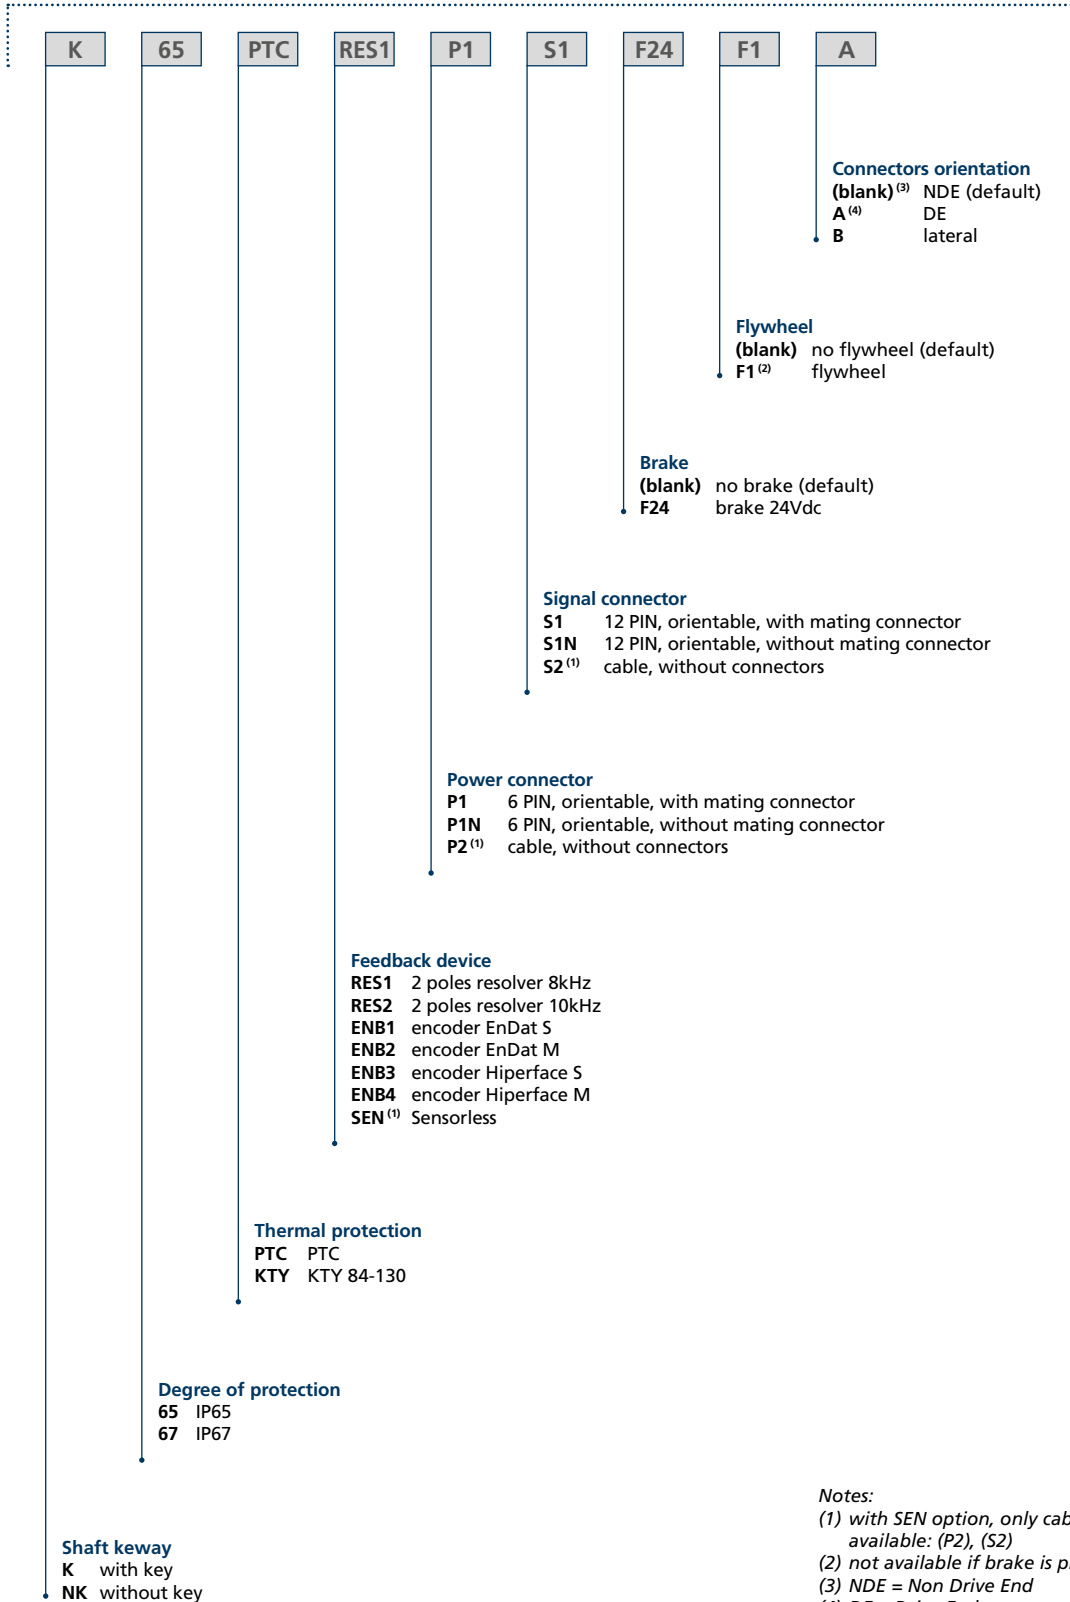 K 65 PTC RES1 P1 S1 F24 F1 A
Connectors orientation
(blank) (3) NDE (default)
A (4) DE
B lateral
Flywheel
(blank) no flywheel (default)
F1 (2) flywheel
Brake
(blank) no brake (default)
F24 brake 24Vdc
Signal connector
S1 12 PIN, orientable, with mating connector
S1N 12 PIN, orientable, without mating connector
S2 (1) cable, without connectors
Power connector
P1 6 PIN, orientable, with mating connector
P1N 6 PIN, orientable, without mating connector
P2 (1) cable, without connectors
Feedback device
RES1 2 poles resolver 8kHz
RES2 2 poles resolver 10kHz
ENB1 encoder EnDat S
ENB2 encoder EnDat M
ENB3 encoder Hiperface S
ENB4 encoder Hiperface M
SEN (1) Sensorless
Thermal protection
PTC PTC
KTY KTY 84-130
Degree of protection
65 IP65
67 IP67
Shaft keway
K with key
NK without key
Notes:
(1) with SEN option, only
available: (P2), (S2)
(2) not available if brake is
(3) NDE = Non Drive End